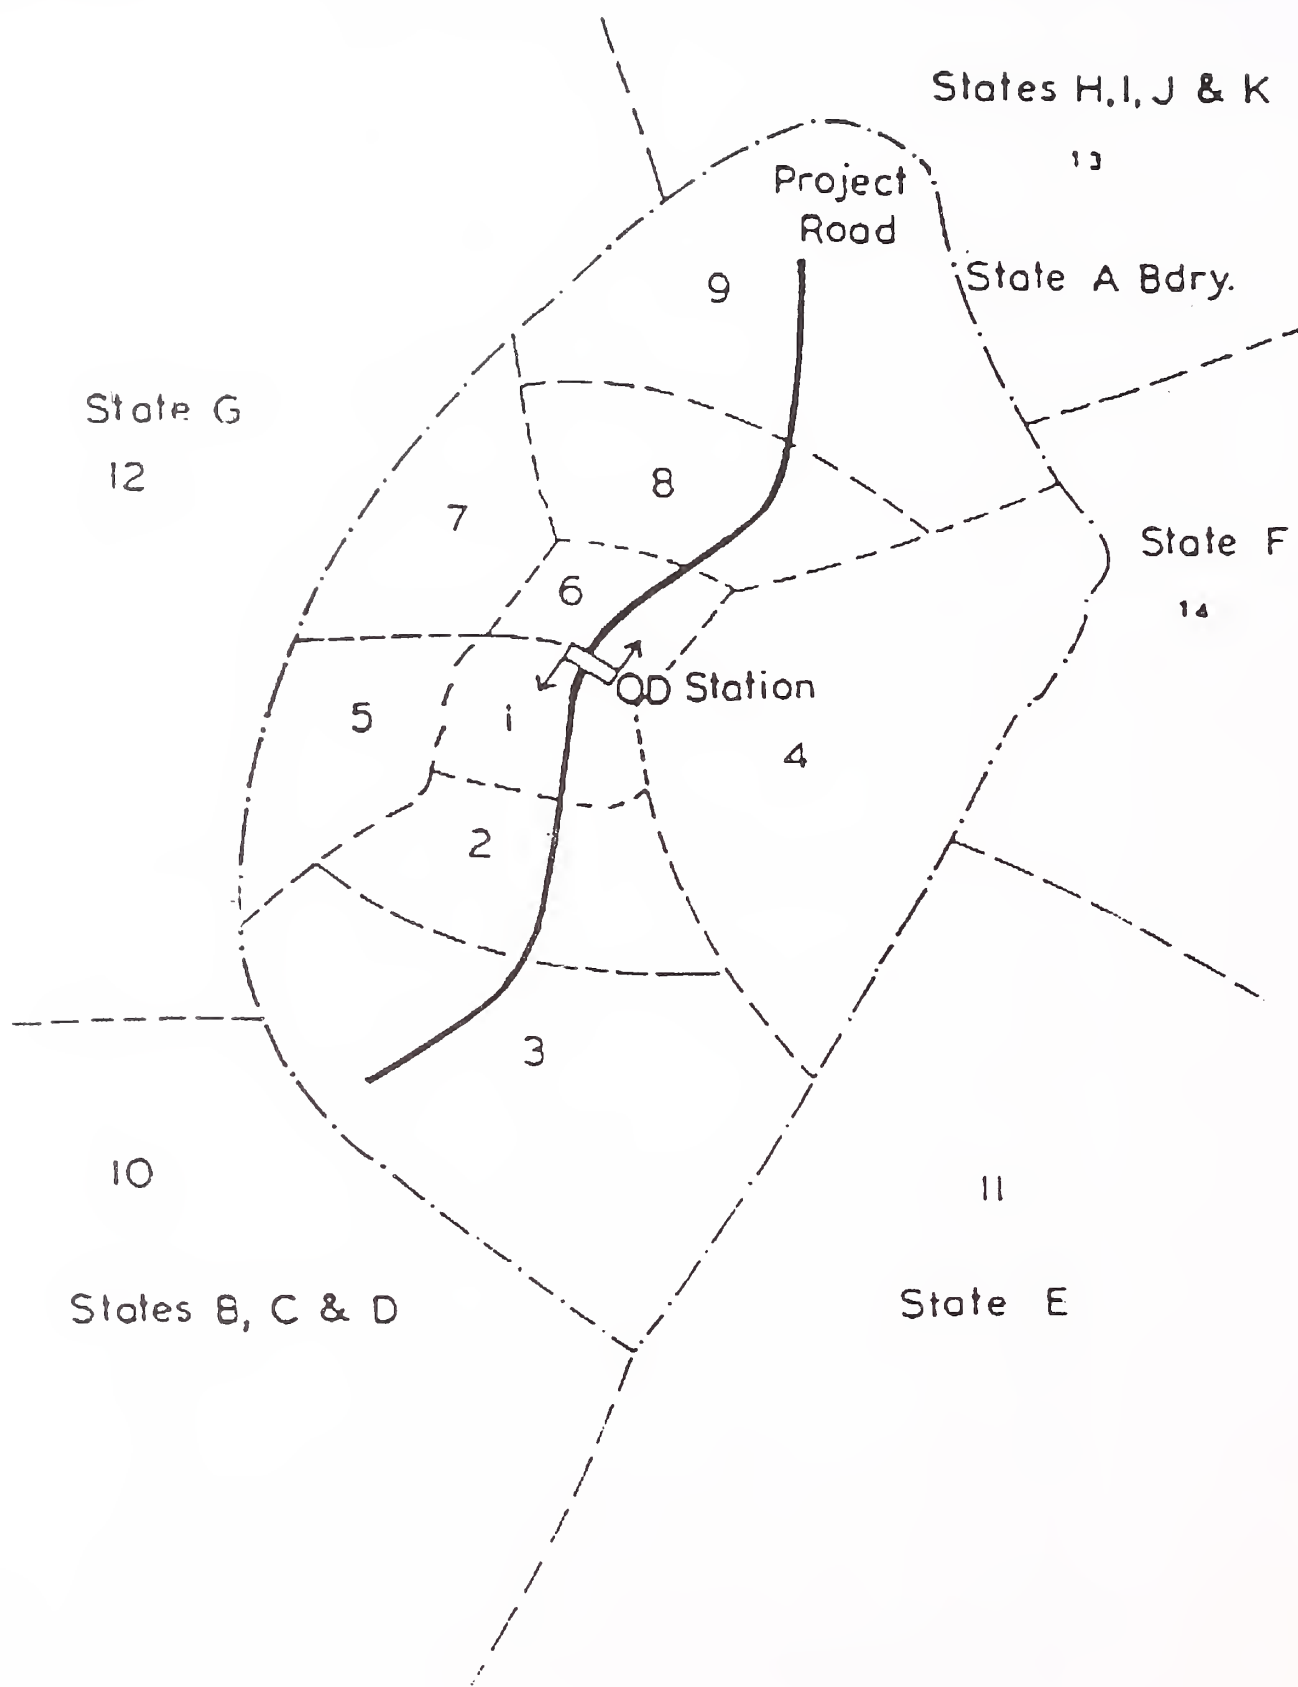 States H, I, J & K
13
Project
Road
State A Bdry.
9
State G
12
8
7
State F
14
6
OD Station
5
1
4
2
3
10
11
States B, C & D
State E